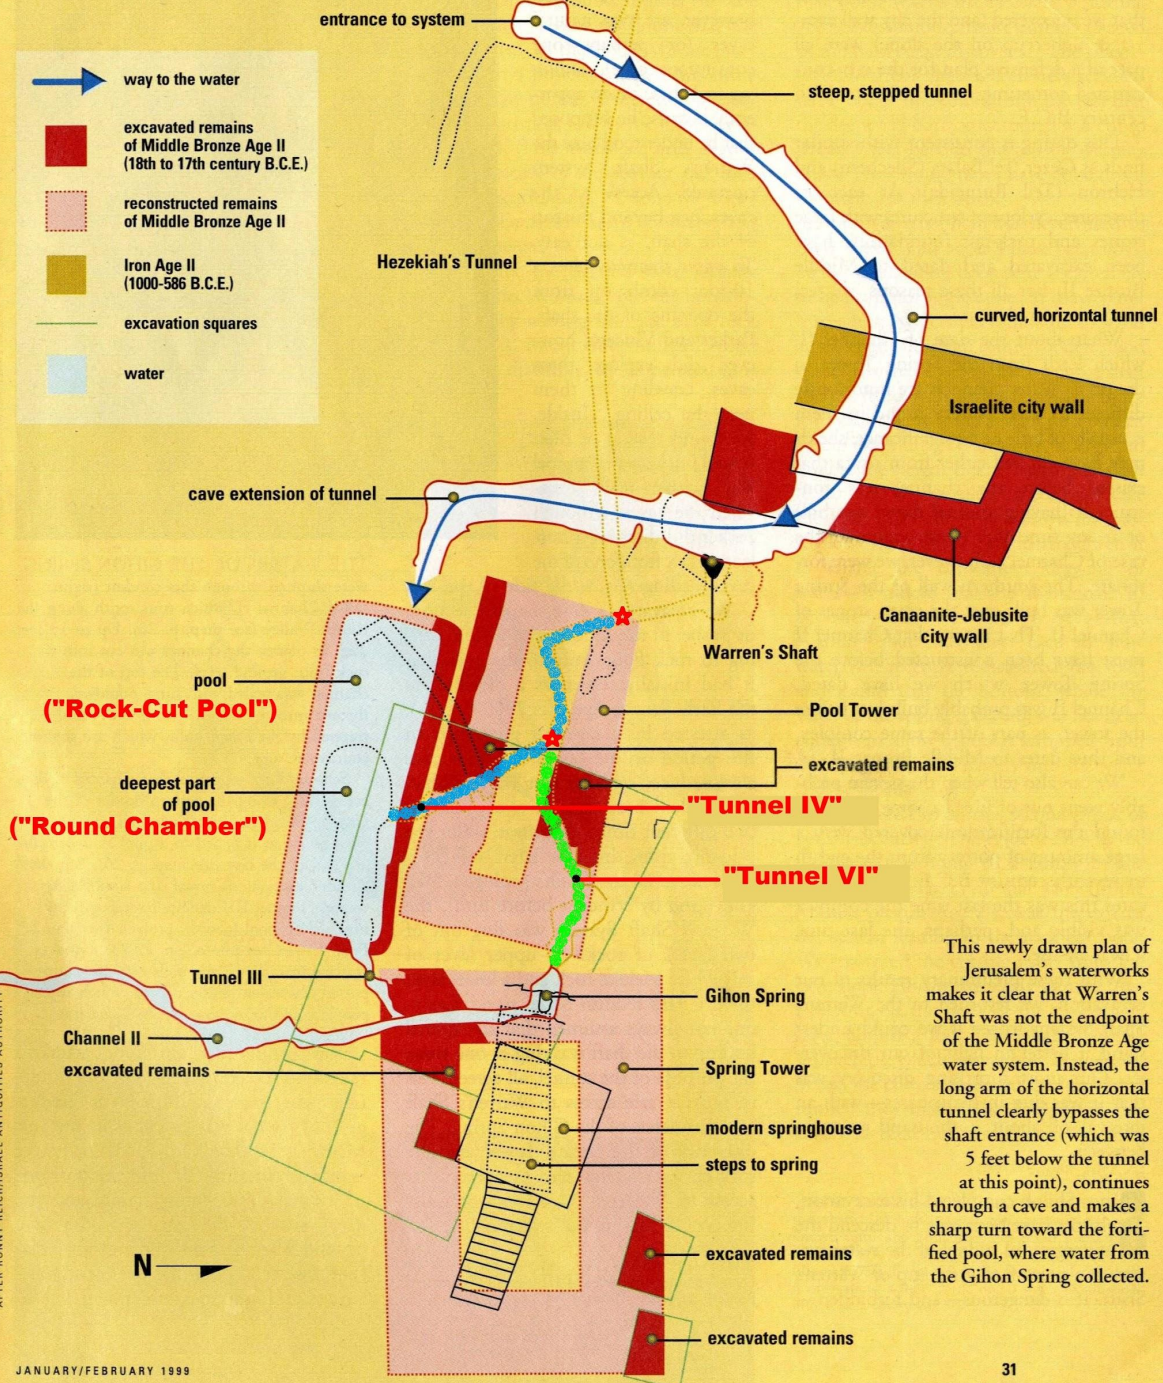 entrance to system
way to the water
steep, stepped tunnel
excavated remains
of Middle Bronze Age II
(18th to 17th century B.C.E.)
reconstructed remains
of Middle Bronze Age II
Hezekiah's Tunnel
Iron Age II
(1000-586 B.C.E.)
excavation squares
curved, horizontal tunnel
water
Israelite city wall
cave extension of tunnel
Canaanite-Jebusite
city wall
Warren's Shaft
pool
("Rock-Cut Pool")
Pool Tower
excavated remains
deepest part
of pool
("Round Chamber")
"Tunnel IV"
"Tunnel VI"
Tunnel III
Gihon Spring
Channel II
excavated remains
Spring Tower
modern springhouse
steps to spring
N
excavated remains
excavated remains
This newly drawn plan of
Jerusalem's waterworks
makes it clear that Warren's
Shaft was not the endpoint
of the Middle Bronze Age
water system. Instead, the
long arm of the horizontal
tunnel clearly bypasses the
shaft entrance (which was
5 feet below the tunnel
at this point), continues
through a cave and makes a
sharp turn toward the forti-
fied pool, where water from
the Gihon Spring collected.
JANUARY/FEBRUARY 1999
31